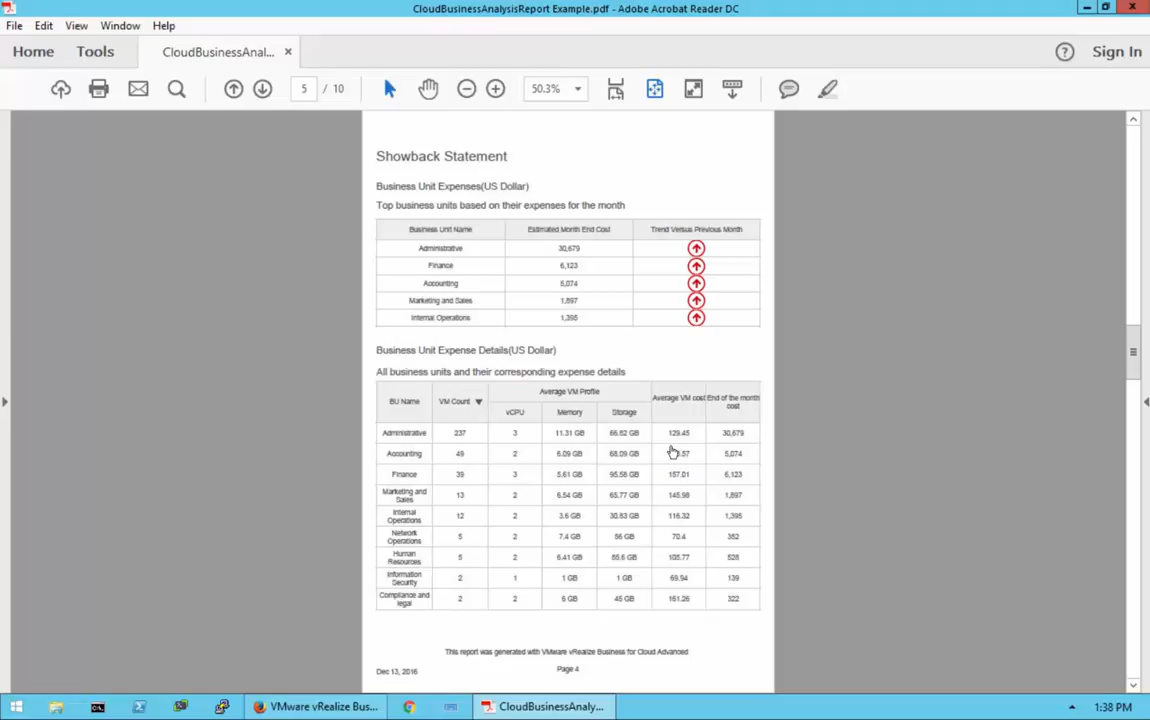 CloudBusinessAnalysisReport Example.pdf - Adobe Acrobat Reader DC
File Edit View Window Help
Home Tools CloudBusinessAnal... × Sign In
5 / 10 50.3%
Showback Statement
Business Unit Expenses(US Dollar)
Top business units based on their expenses for the month
Business Unit Name Estimated Month End Cost Trend Versus Previous Month
Administrative 30,679
Finance 6,123
Accounting 5,074
Marketing and Sales 1,897
Internal Operations 1,395
Business Unit Expense Details(US Dollar)
All business units and their corresponding expense details
BU Name VM Count ▼ Average VM Profile Average VM cost End of the month cost
vCPU Memory Storage
Administrative 237 3 11.31 GB 66.82 GB 129.45 30,679
Accounting 49 2 6.09 GB 68.09 GB 5,074
Finance 39 3 5.61 GB 95.58 GB 157.01 6,123
Marketing and Sales 13 2 6.54 GB 65.77 GB 145.98 1,897
Internal Operations 12 2 3.6 GB 30.83 GB 116.32 1,395
Network Operations 5 2 7.4 GB 56 GB 70.4 352
Human Resources 5 2 6.41 GB 85.6 GB 105.77 528
Information Security 2 1 1 GB 1 GB 69.94 139
Compliance and legal 2 2 6 GB 45 GB 161.26 322
This report was generated with VMware vRealize Business for Cloud Advanced
Dec 13, 2016 Page 4
VMware vRealize Bus... CloudBusinessAnaly... 1:38 PM